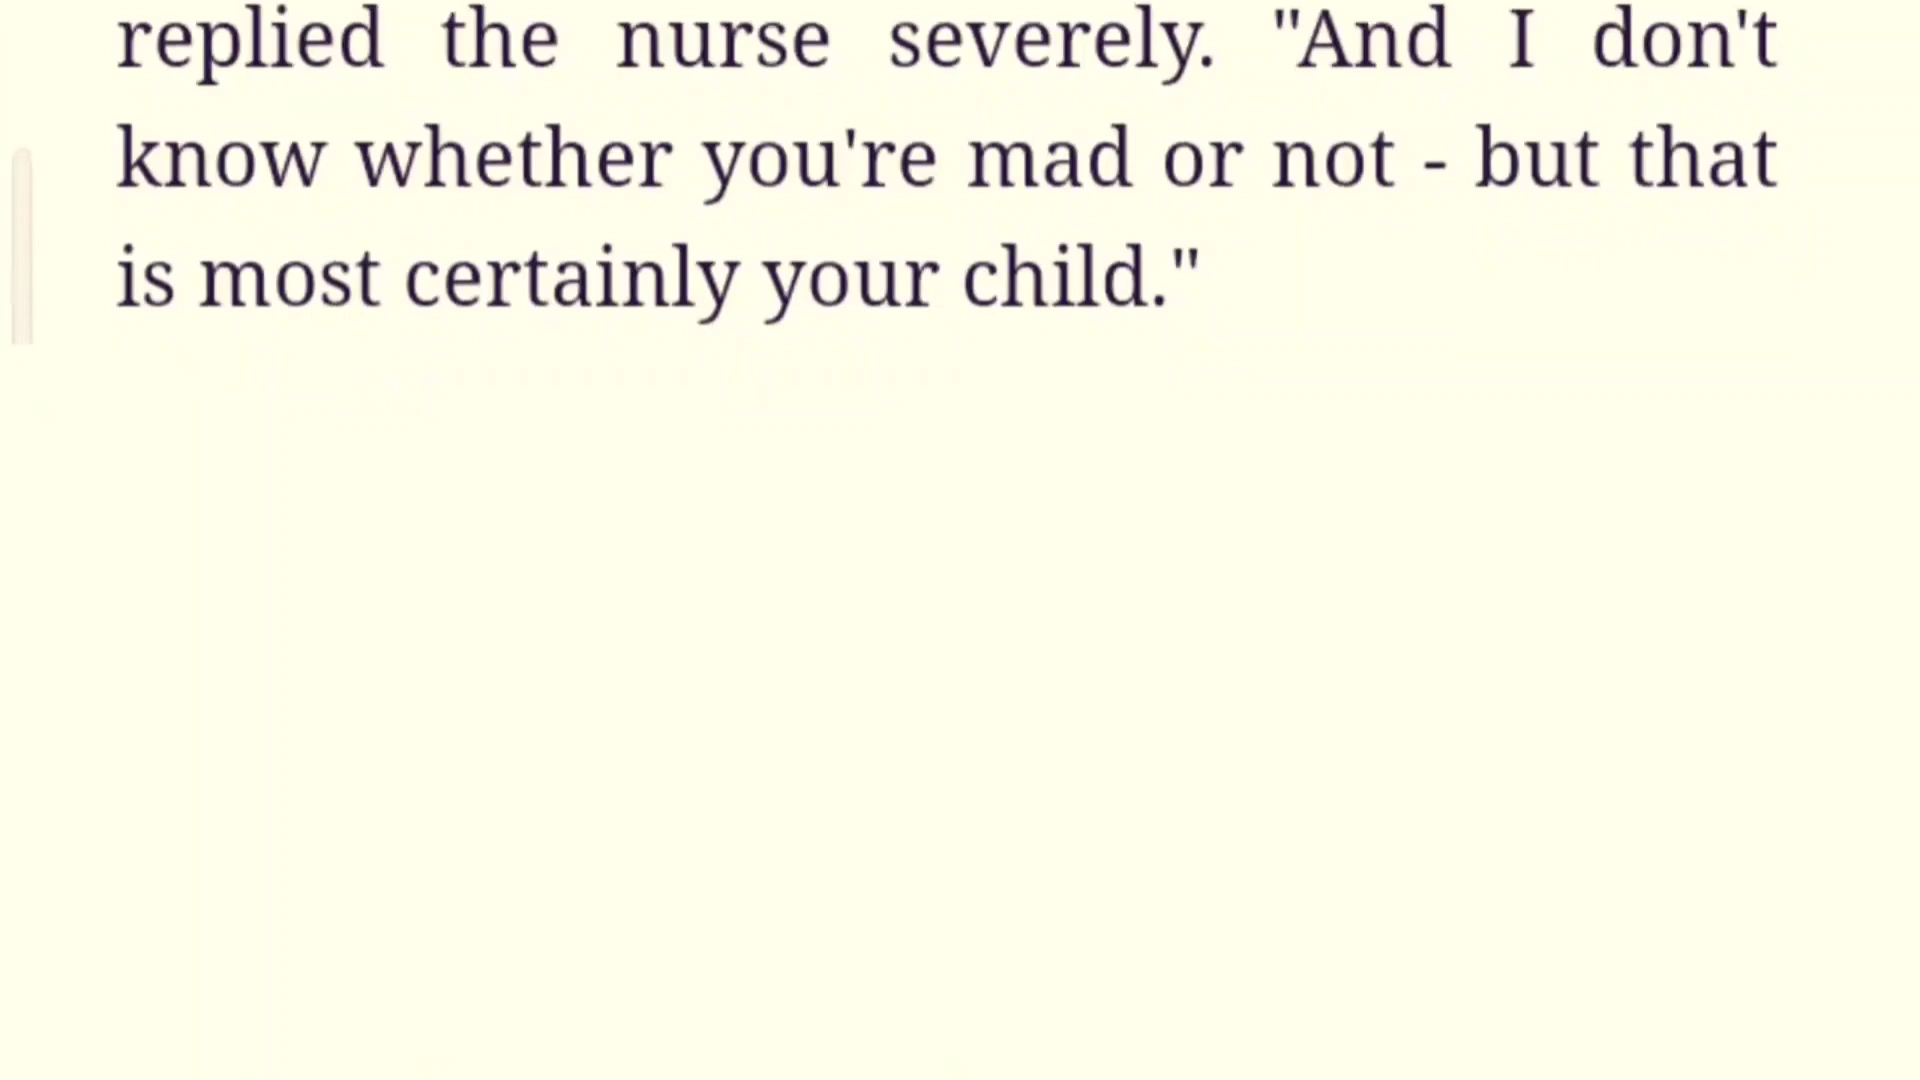 replied the nurse severely. "And I don't
know whether you're mad or not - but that
is most certainly your child."